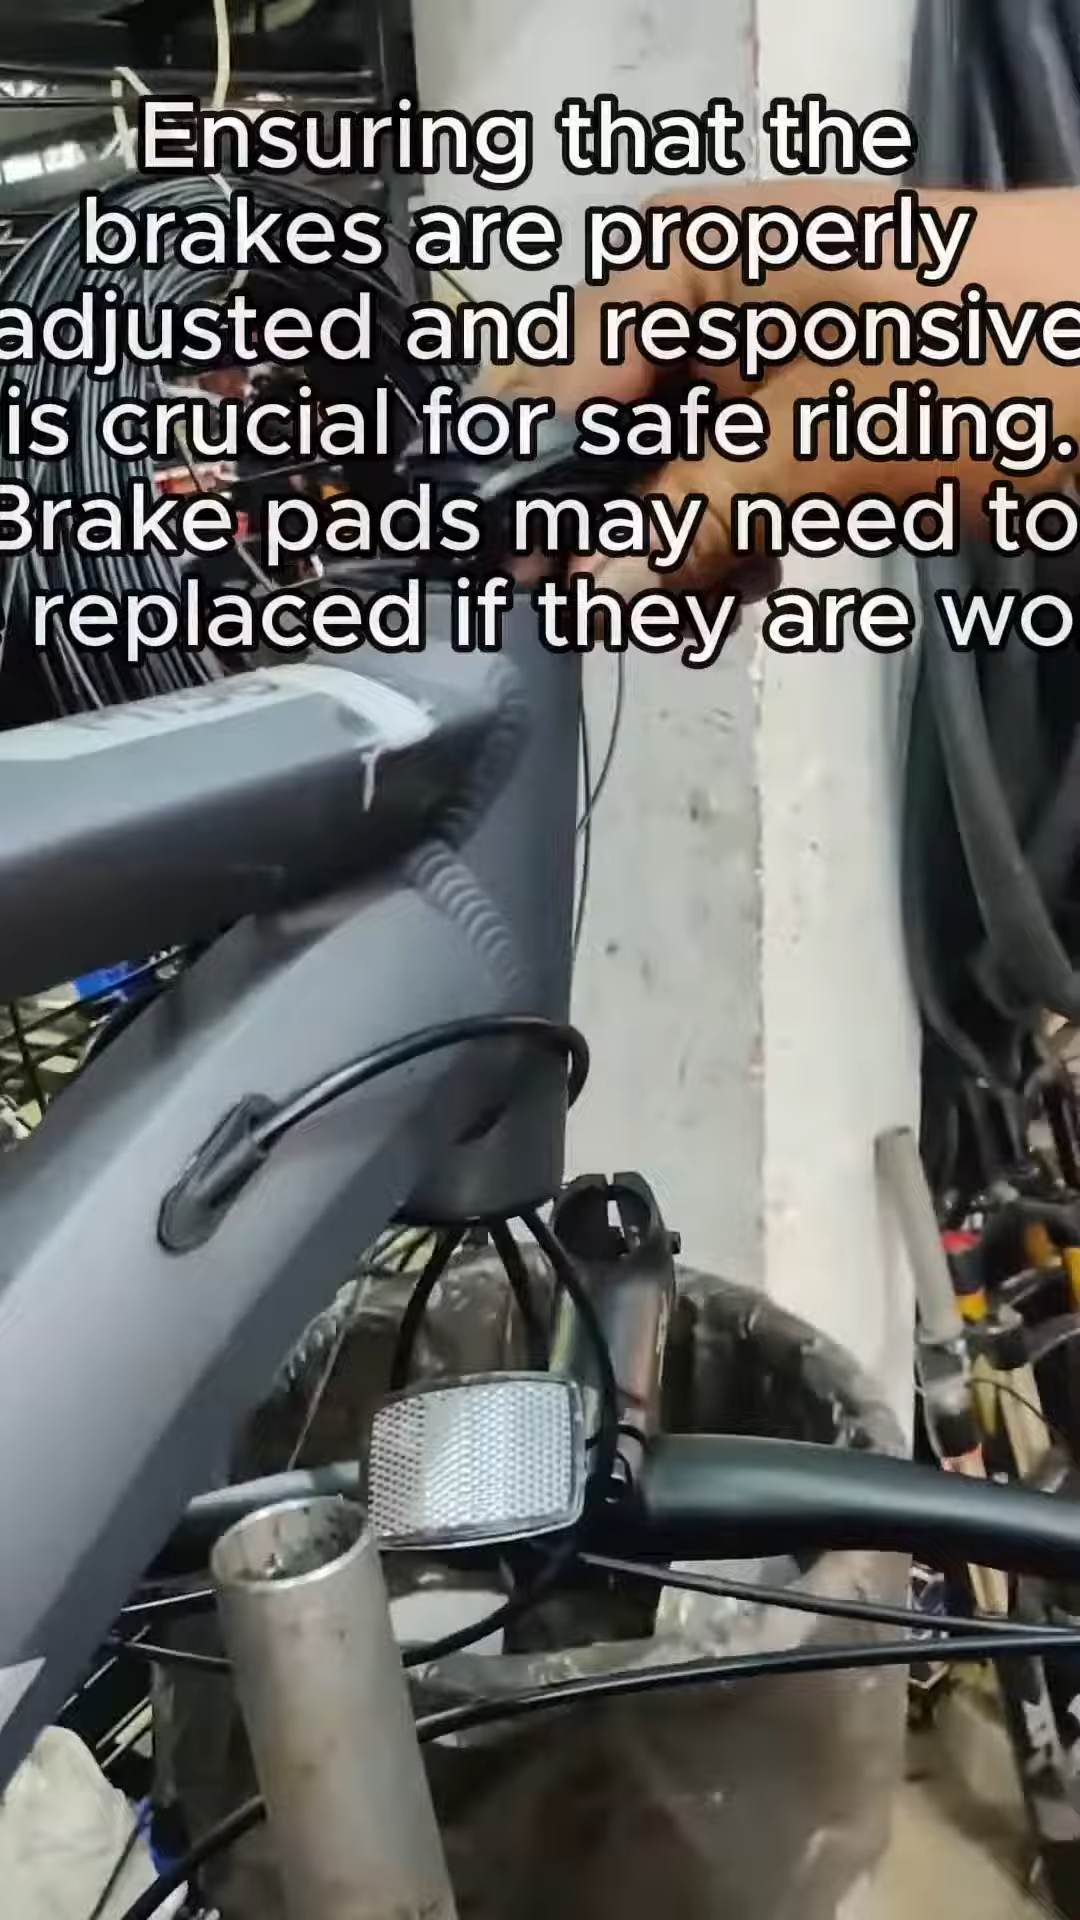 Ensuring that the
brakes are properly
adjusted and responsive
is crucial for safe riding.
Brake pads may need to
replaced if they are wo